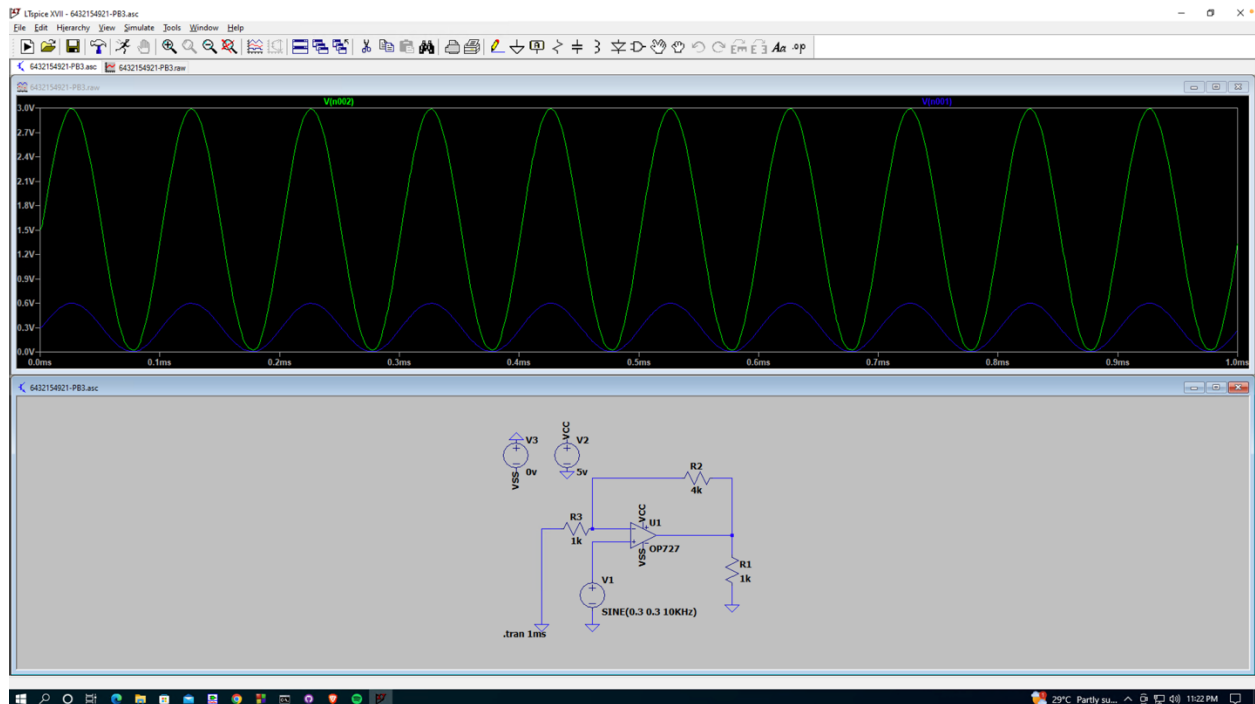 LTspice XVII - 6432154921-PB3.asc
File Edit Hierarchy View Simulate Tools Window Help
6432154921-PB3.asc 6432154921-PB3.raw
6432154921-PB3.raw
V(n002) V(n001)
3.0V
2.7V
2.4V
2.1V
1.8V
1.5V
1.2V
0.9V
0.6V
0.3V
0.0V
0.0ms 0.1ms 0.2ms 0.3ms 0.4ms 0.5ms 0.6ms 0.7ms 0.8ms 0.9ms 1.0ms
6432154921-PB3.asc
V3
0v
VSS
VCC
V2
5v
R2
4k
R3
1k
VCC
U1
OP727
VSS
R1
1k
V1
SINE(0.3 0.3 10KHz)
.tran 1ms
29°C Partly su... 11:22 PM